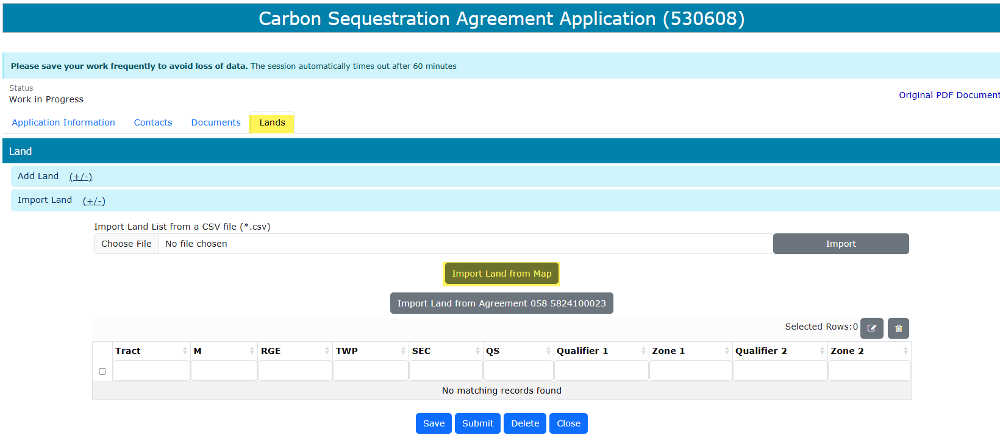 Carbon Sequestration Agreement Application (530608)
Please save your work frequently to avoid loss of data. The session automatically times out after 60 minutes
Status
Work in Progress
Original PDF Document
Application Information Contacts Documents Lands
Land
Add Land (+/-)
Import Land (+/-)
Import Land List from a CSV file (*.csv)
Choose File No file chosen Import
Import Land from Map
Import Land from Agreement 058 5824100023
Selected Rows:0
Tract M RGE TWP SEC QS Qualifier 1 Zone 1 Qualifier 2 Zone 2
No matching records found
Save Submit Delete Close